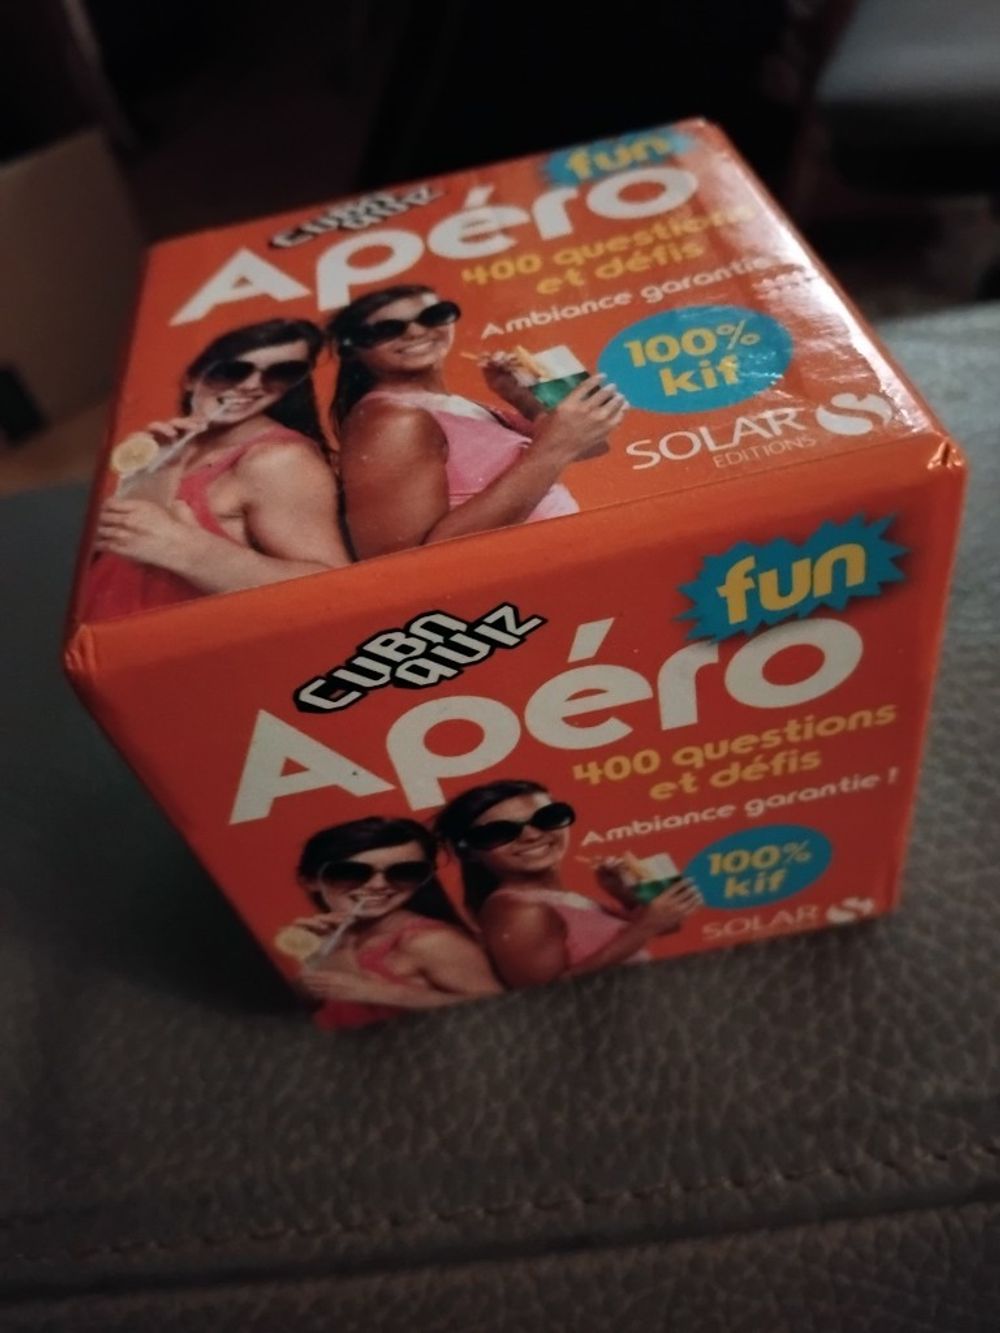 fun
CUBO
QUIZ
Apéro
400 questions
et défis
Ambiance garantie
100%
kif
SOLAR
EDITIONS
fun
CUBO
QUIZ
Apéro
400 questions
et défis
Ambiance garantie !
100%
kif
SOLAR